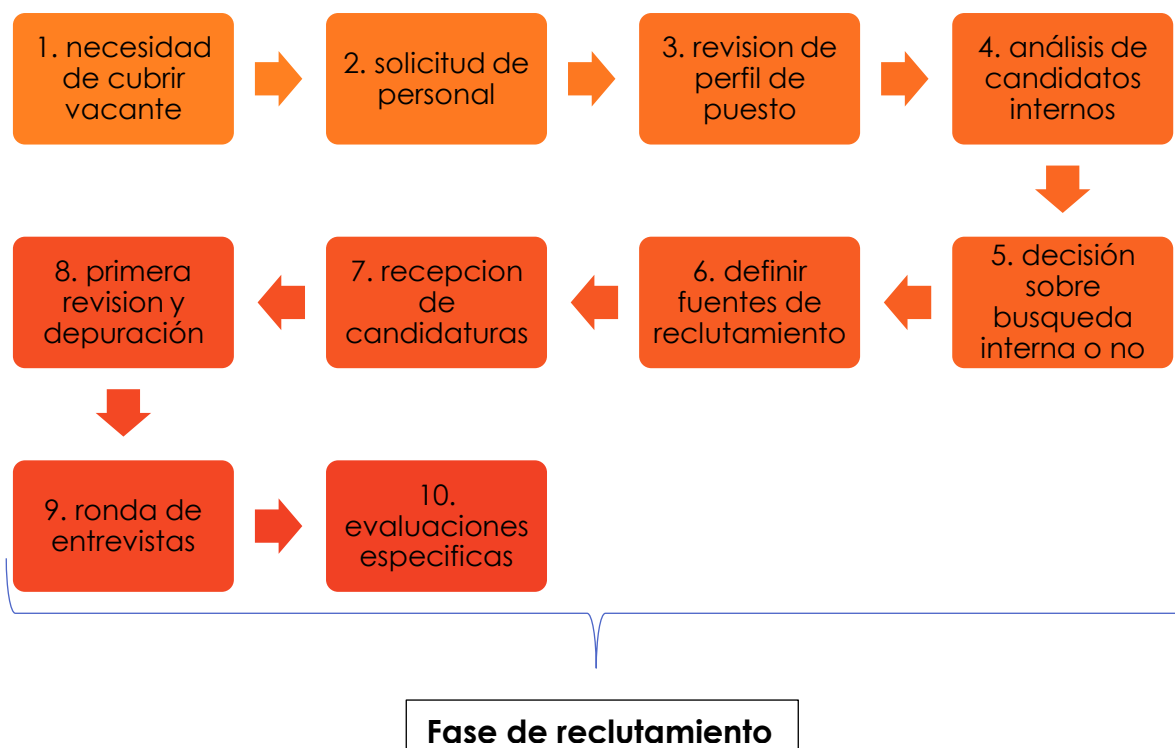 1. necesidad
de cubrir
vacante
2. solicitud de
personal
3. revision de
perfil de
puesto
4. análisis de
candidatos
internos
5. decisión
sobre
busqueda
interna o no
6. definir
fuentes de
reclutamiento
7. recepcion
de
candidaturas
8. primera
revision y
depuración
9. ronda de
entrevistas
10.
evaluaciones
especificas
Fase de reclutamiento